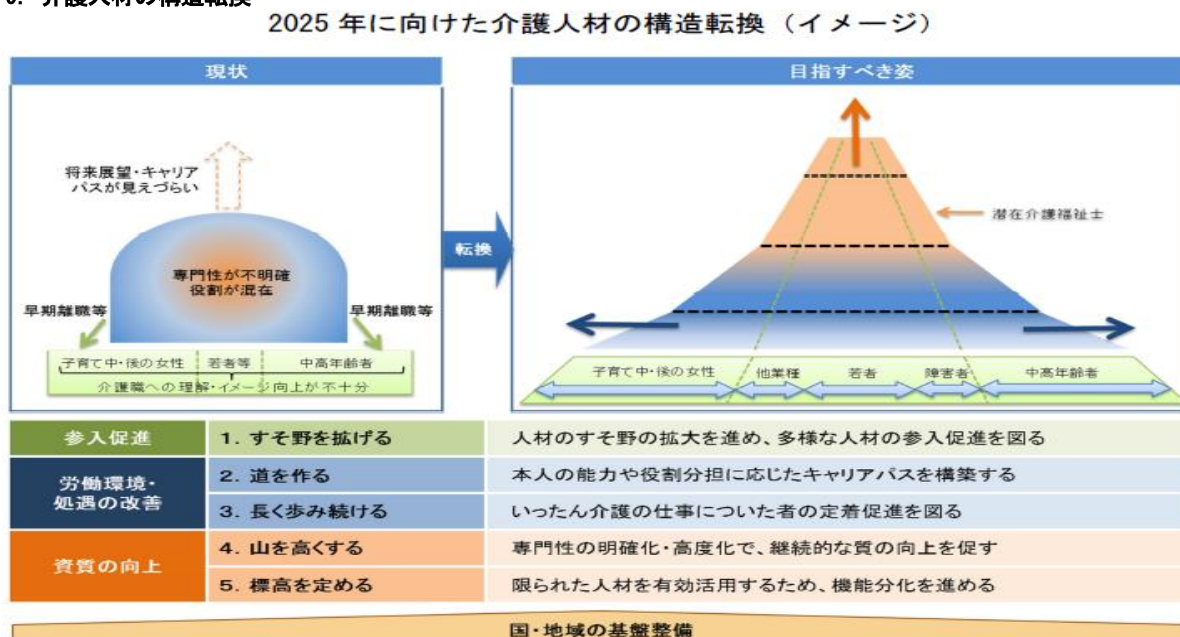 介護人材の構造転換
2025 年に向けた介護人材の構造転換（イメージ）
現状
将来展望・キャリア
パスが見えづらい
専門性が不明確
役割が混在
早期離職等
早期離職等
子育て中・後の女性
若者等
中高年齢者
介護職への理解・イメージ向上が不十分
転換
目指すべき姿
潜在介護福祉士
子育て中・後の女性
他業種
若者
障害者
中高年齢者
参入促進
1. すそ野を拡げる
人材のすそ野の拡大を進め、多様な人材の参入促進を図る
労働環境・
処遇の改善
2. 道を作る
本人の能力や役割分担に応じたキャリアパスを構築する
3. 長く歩み続ける
いったん介護の仕事についた者の定着促進を図る
資質の向上
4. 山を高くする
専門性の明確化・高度化で、継続的な質の向上を促す
5. 標高を定める
限られた人材を有効活用するため、機能分化を進める
国・地域の基盤整備